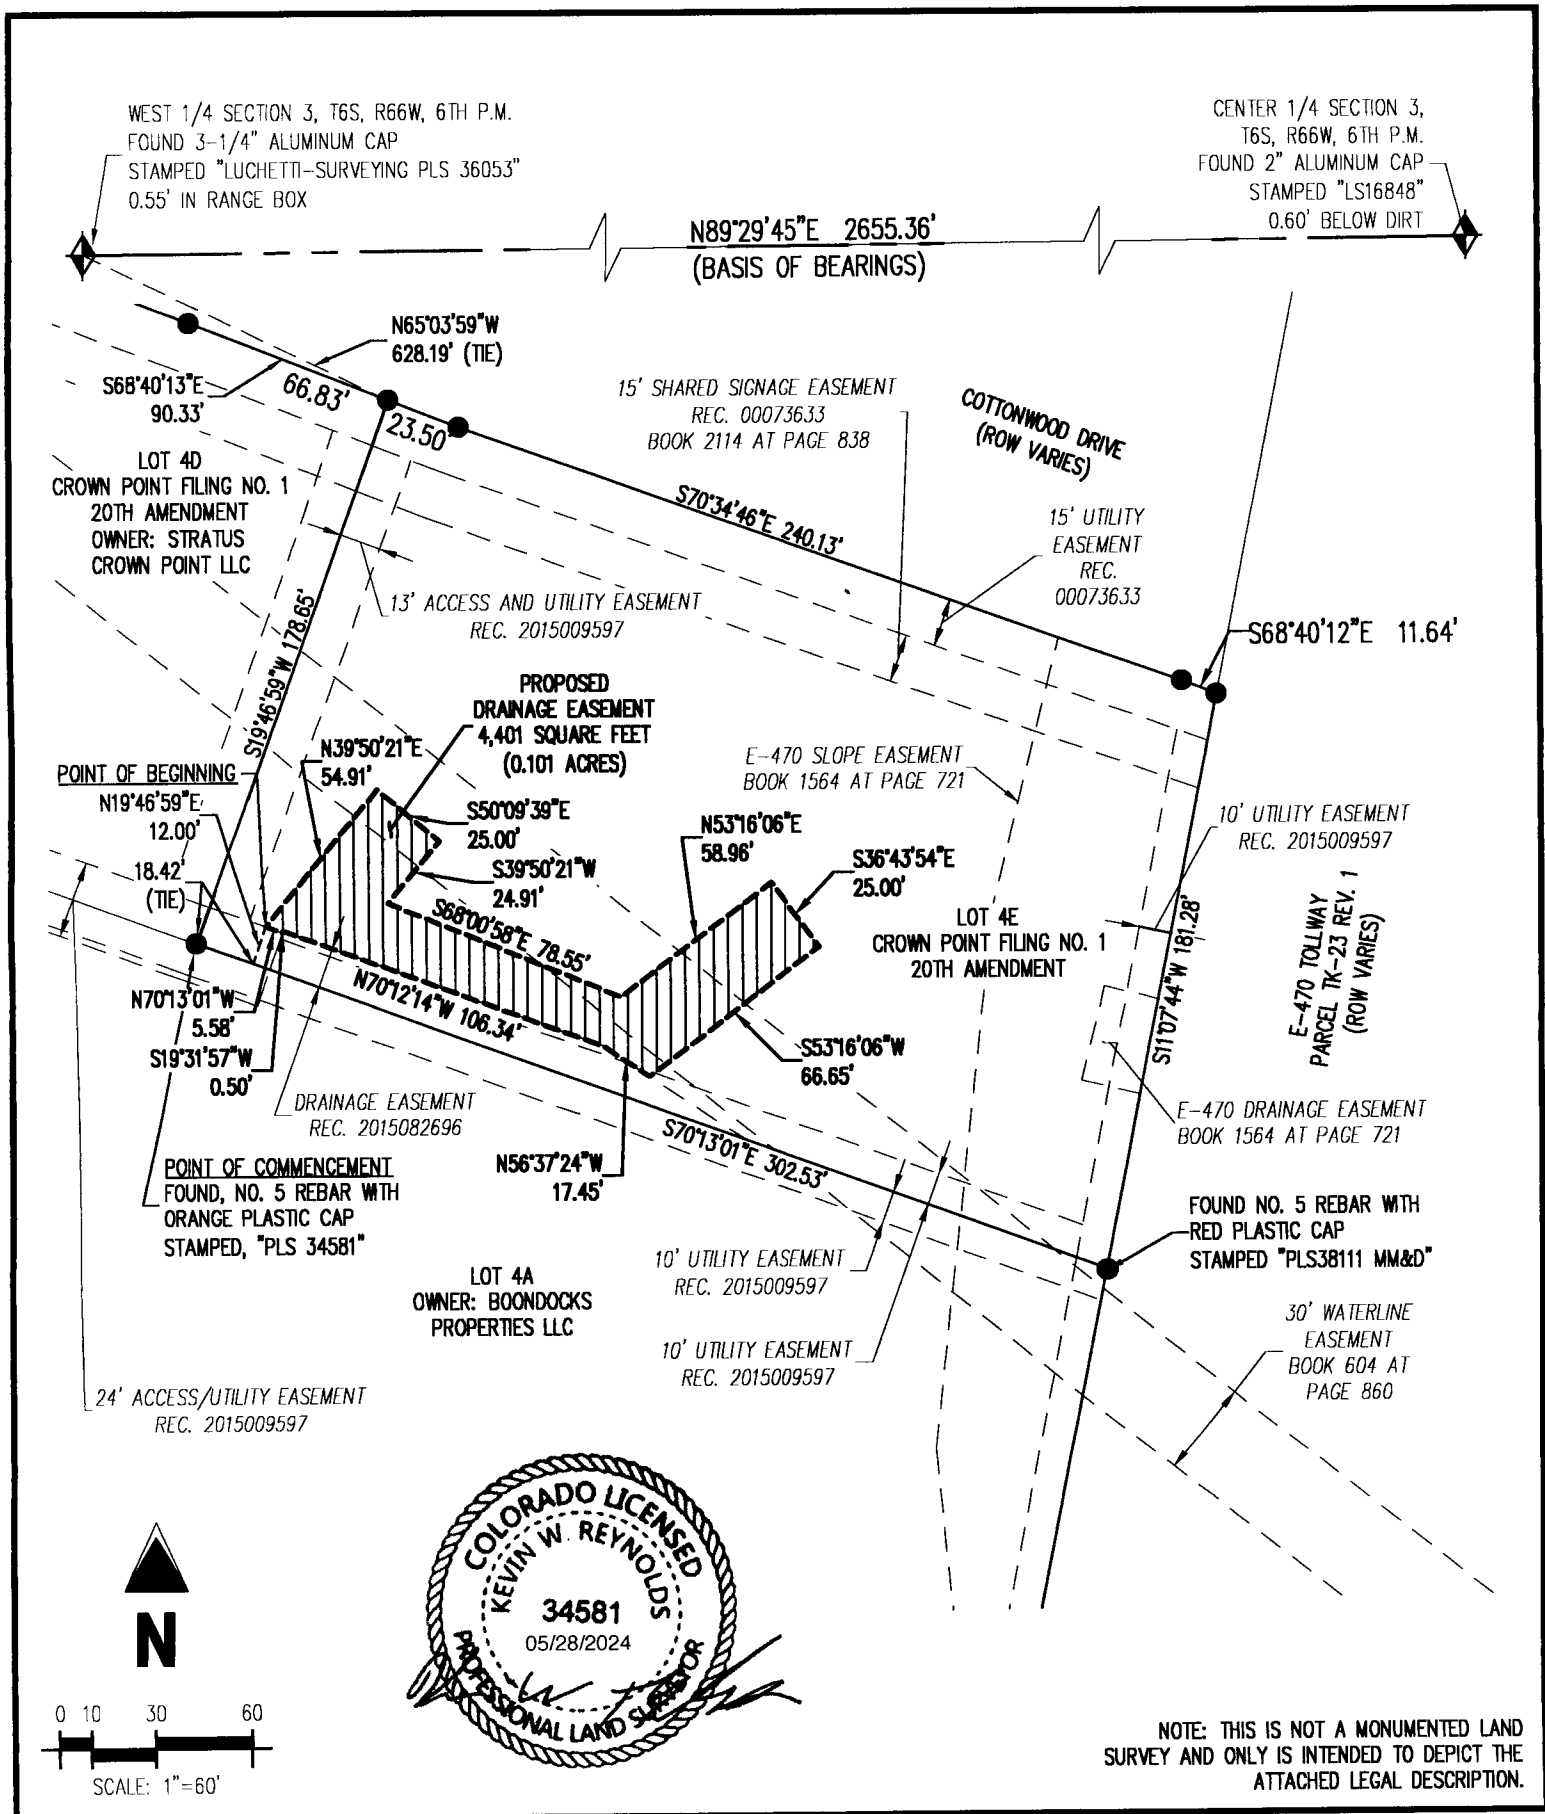 WEST 1/4 SECTION 3, T6S, R66W, 6TH P.M.
FOUND 3-1/4" ALUMINUM CAP
STAMPED "LUCHETTI-SURVEYING PLS 36053"
0.55' IN RANGE BOX
CENTER 1/4 SECTION 3,
T6S, R66W, 6TH P.M.
FOUND 2" ALUMINUM CAP
STAMPED "LS16848"
0.60' BELOW DIRT
N89°29'45"E 2655.36'
(BASIS OF BEARINGS)
N65°03'59"W
628.19' (TIE)
S68°40'13"E
90.33'
66.83'
23.50'
15' SHARED SIGNAGE EASEMENT
REC. 00073633
BOOK 2114 AT PAGE 838
COTTONWOOD DRIVE
(ROW VARIES)
LOT 4D
CROWN POINT FILING NO. 1
20TH AMENDMENT
OWNER: STRATUS
CROWN POINT LLC
S70°34'46"E 240.13'
15' UTILITY
EASEMENT
REC.
00073633
13' ACCESS AND UTILITY EASEMENT
REC. 2015009597
S68°40'12"E 11.64'
S19°46'59"W 178.65'
PROPOSED
DRAINAGE EASEMENT
4,401 SQUARE FEET
(0.101 ACRES)
N39°50'21"E
54.91'
E-470 SLOPE EASEMENT
BOOK 1564 AT PAGE 721
POINT OF BEGINNING
N19°46'59"E
12.00'
18.42'
(TIE)
S50°09'39"E
25.00'
S39°50'21"W
24.91'
N53°16'06"E
58.96'
S36°43'54"E
25.00'
10' UTILITY EASEMENT
REC. 2015009597
S68°00'58"E 78.55'
LOT 4E
CROWN POINT FILING NO. 1
20TH AMENDMENT
E-470 TOLLWAY
PARCEL TK-23 REV. 1
(ROW VARIES)
S11°07'44"W 181.28'
N70°13'01"W
5.58'
N70°12'14"W 106.34'
S19°31'57"W
0.50'
S53°16'06"W
66.65'
DRAINAGE EASEMENT
REC. 2015082696
E-470 DRAINAGE EASEMENT
BOOK 1564 AT PAGE 721
S70°13'01"E 302.53'
N56°37'24"W
17.45'
POINT OF COMMENCEMENT
FOUND, NO. 5 REBAR WITH
ORANGE PLASTIC CAP
STAMPED, "PLS 34581"
FOUND NO. 5 REBAR WITH
RED PLASTIC CAP
STAMPED "PLS38111 MM&D"
10' UTILITY EASEMENT
REC. 2015009597
LOT 4A
OWNER: BOONDOCKS
PROPERTIES LLC
10' UTILITY EASEMENT
REC. 2015009597
30' WATERLINE
EASEMENT
BOOK 604 AT
PAGE 860
24' ACCESS/UTILITY EASEMENT
REC. 2015009597
COLORADO LICENSED
KEVIN W. REYNOLDS
34581
05/28/2024
PROFESSIONAL LAND SURVEYOR
N
0 10 30 60
SCALE: 1"=60'
NOTE: THIS IS NOT A MONUMENTED LAND
SURVEY AND ONLY IS INTENDED TO DEPICT THE
ATTACHED LEGAL DESCRIPTION.